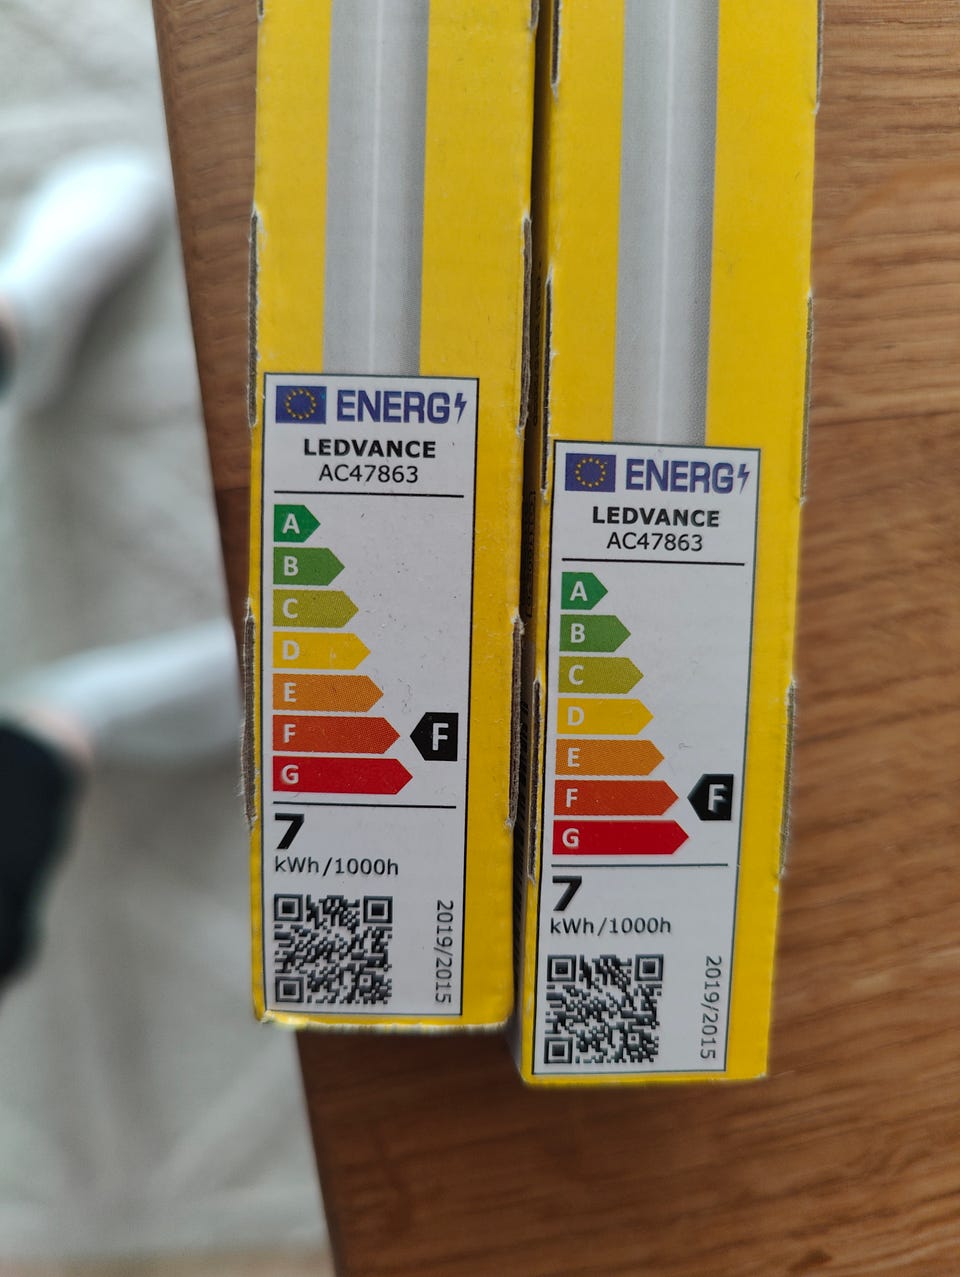 ENERG
LEDVANCE
AC47863
A
B
C
D
E
F
F
G
7
kWh/1000h
2019/2015
ENERG
LEDVANCE
AC47863
A
B
C
D
E
F
F
G
7
kWh/1000h
2019/2015